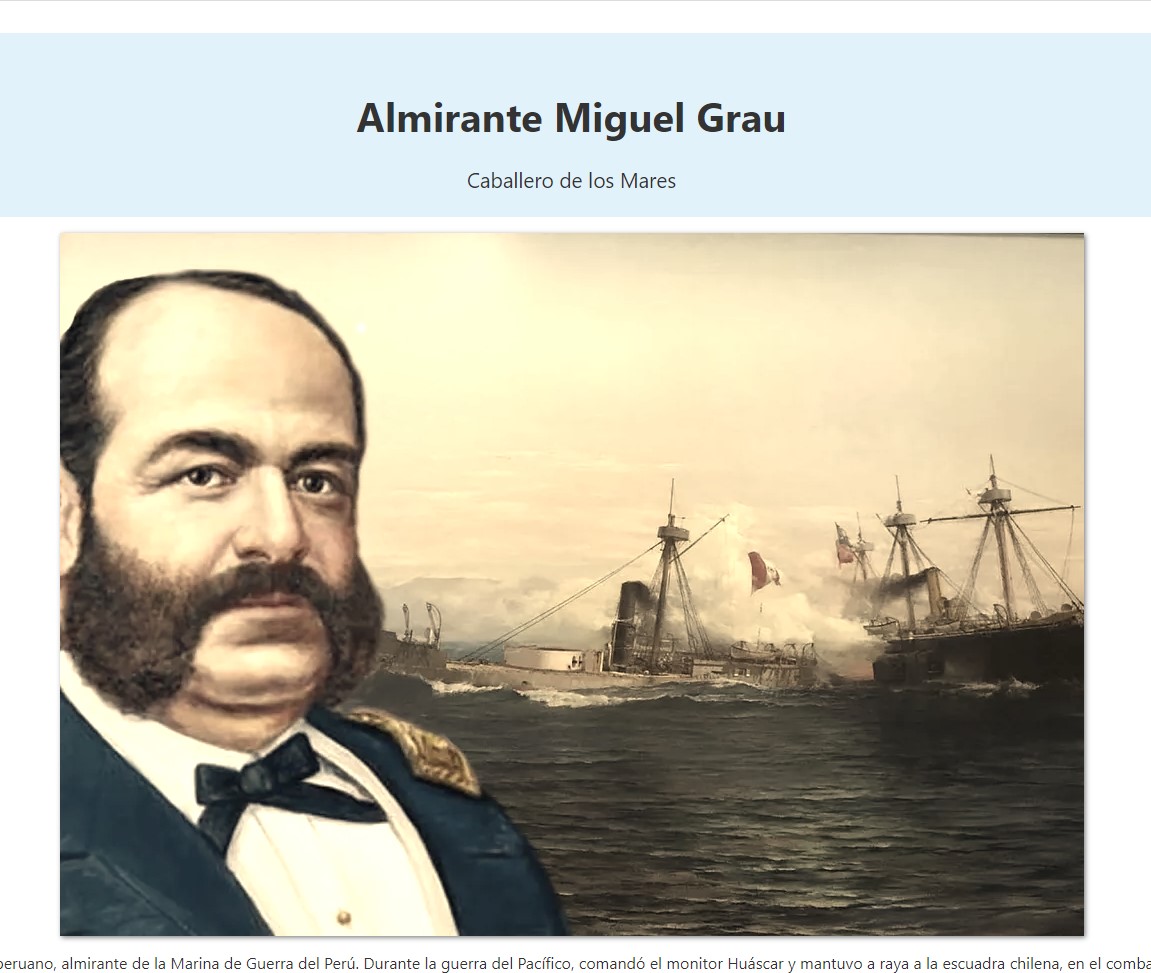 Almirante Miguel Grau
Caballero de los Mares
peruano, almirante de la Marina de Guerra del Perú. Durante la guerra del Pacífico, comandó el monitor Huáscar y mantuvo a raya a la escuadra chilena, en el